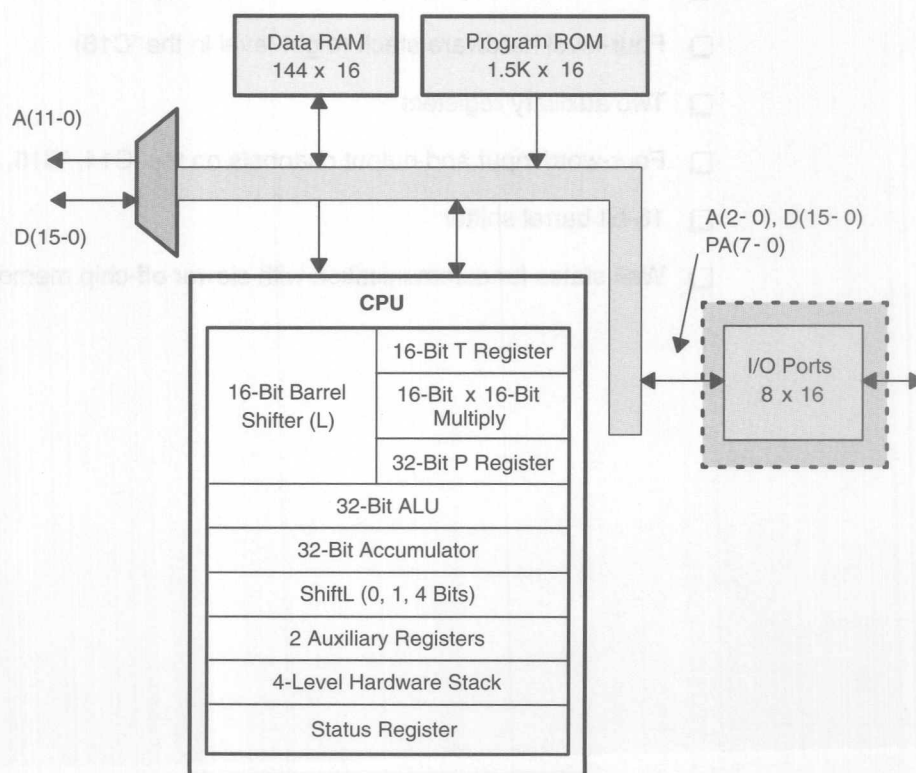 Data RAM
144 x 16
Program ROM
1.5K x 16
A(11-0)
D(15-0)
A(2- 0), D(15- 0)
PA(7- 0)
CPU
16-Bit Barrel
Shifter (L)
16-Bit T Register
16-Bit x 16-Bit
Multiply
32-Bit P Register
I/O Ports
8 x 16
32-Bit ALU
32-Bit Accumulator
ShiftL (0, 1, 4 Bits)
2 Auxiliary Registers
4-Level Hardware Stack
Status Register